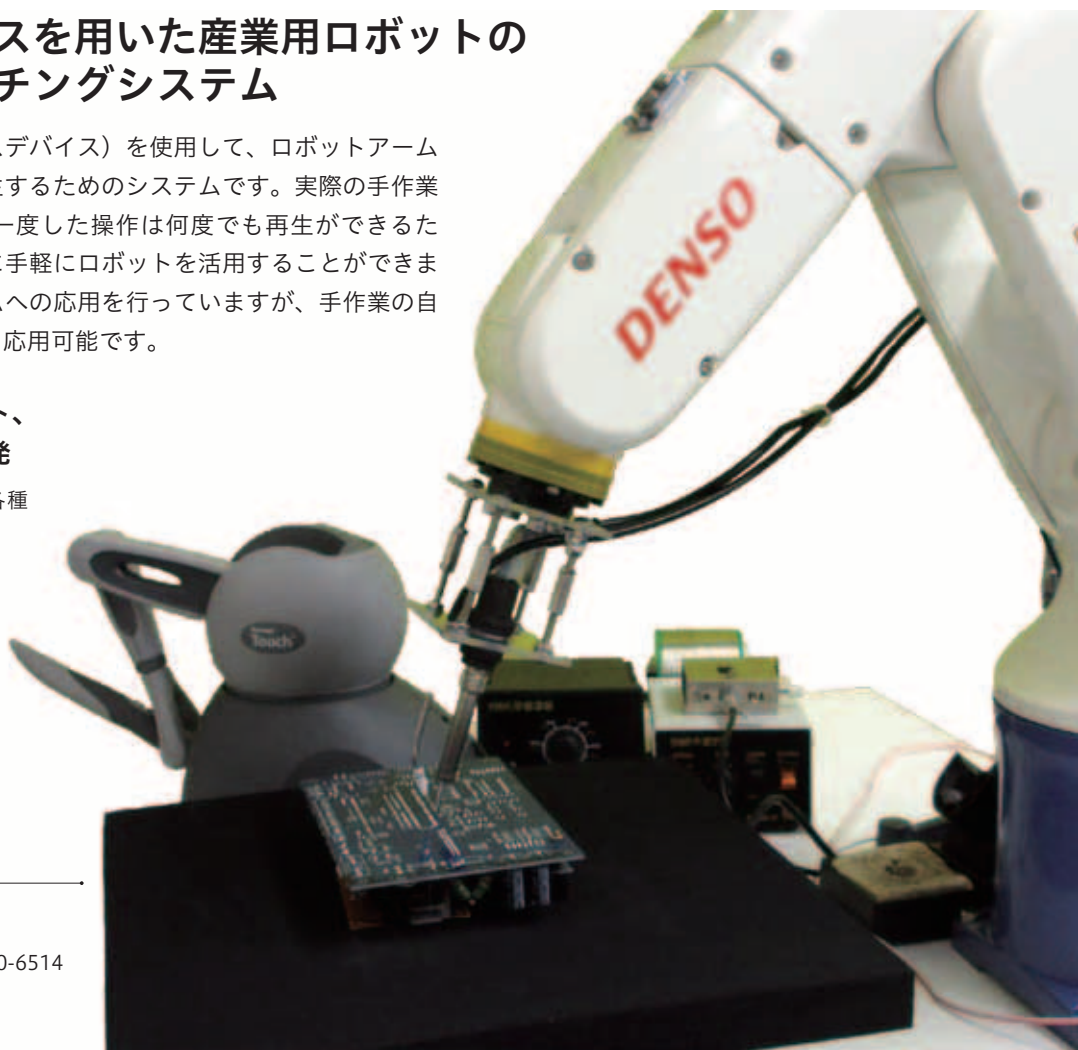 スを用いた産業用ロボットの
チングシステム
スデバイス）を使用して、ロボットアーム
生するためのシステムです。実際の手作業
一度した操作は何度でも再生ができるた
に手軽にロボットを活用することができま
ムへの応用を行っていますが、手作業の自
応用可能です。
ト、
発
各種
DENSO
Touch
0-6514